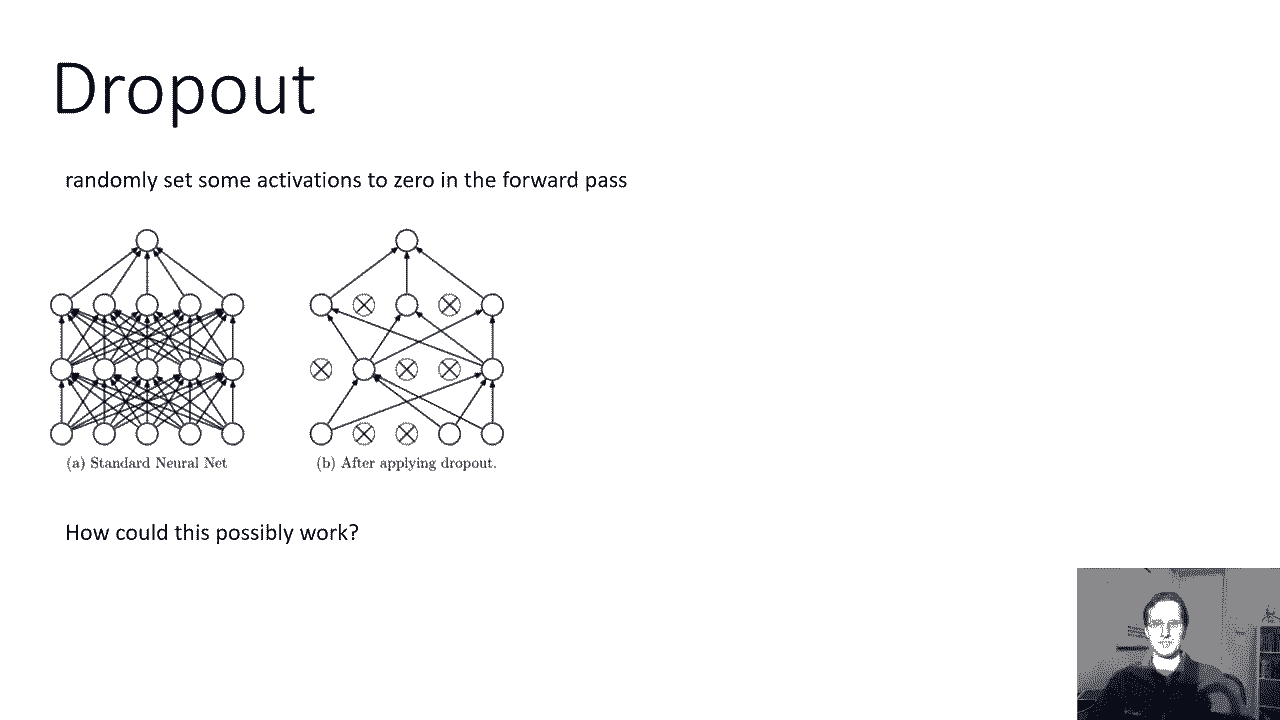 Dropout
randomly set some activations to zero in the forward pass
(a) Standard Neural Net
(b) After applying dropout.
How could this possibly work?